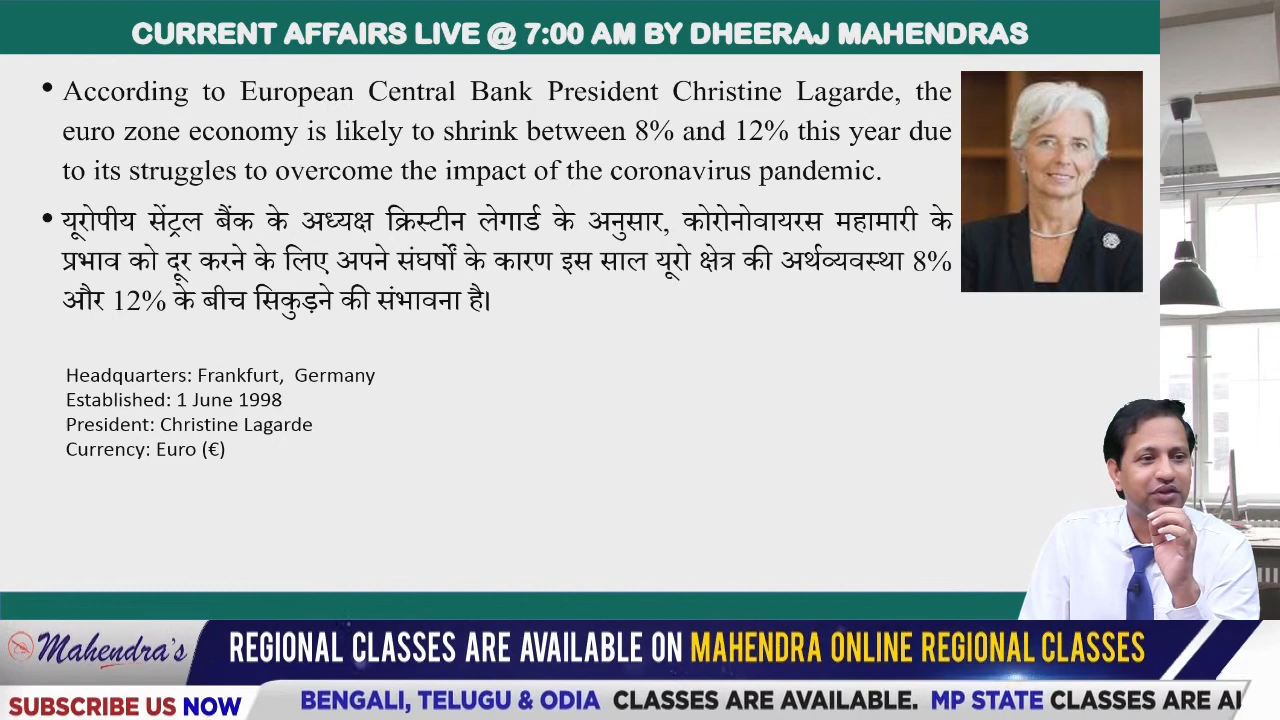 CURRENT AFFAIRS LIVE @ 7:00 AM BY DHEERAJ MAHENDRAS
• According to European Central Bank President Christine Lagarde, the
euro zone economy is likely to shrink between 8% and 12% this year due
to its struggles to overcome the impact of the coronavirus pandemic.
• यूरोपीय सेंट्रल बैंक के अध्यक्ष क्रिस्टीन लेगार्ड के अनुसार, कोरोनोवायरस महामारी के
प्रभाव को दूर करने के लिए अपने संघर्षों के कारण इस साल यूरो क्षेत्र की अर्थव्यवस्था 8%
और 12% के बीच सिकुड़ने की संभावना है।
Headquarters: Frankfurt, Germany
Established: 1 June 1998
President: Christine Lagarde
Currency: Euro (€)
Mahendra's
REGIONAL CLASSES ARE AVAILABLE ON MAHENDRA ONLINE REGIONAL CLASSES
SUBSCRIBE US NOW
BENGALI, TELUGU & ODIA CLASSES ARE AVAILABLE. MP STATE CLASSES ARE